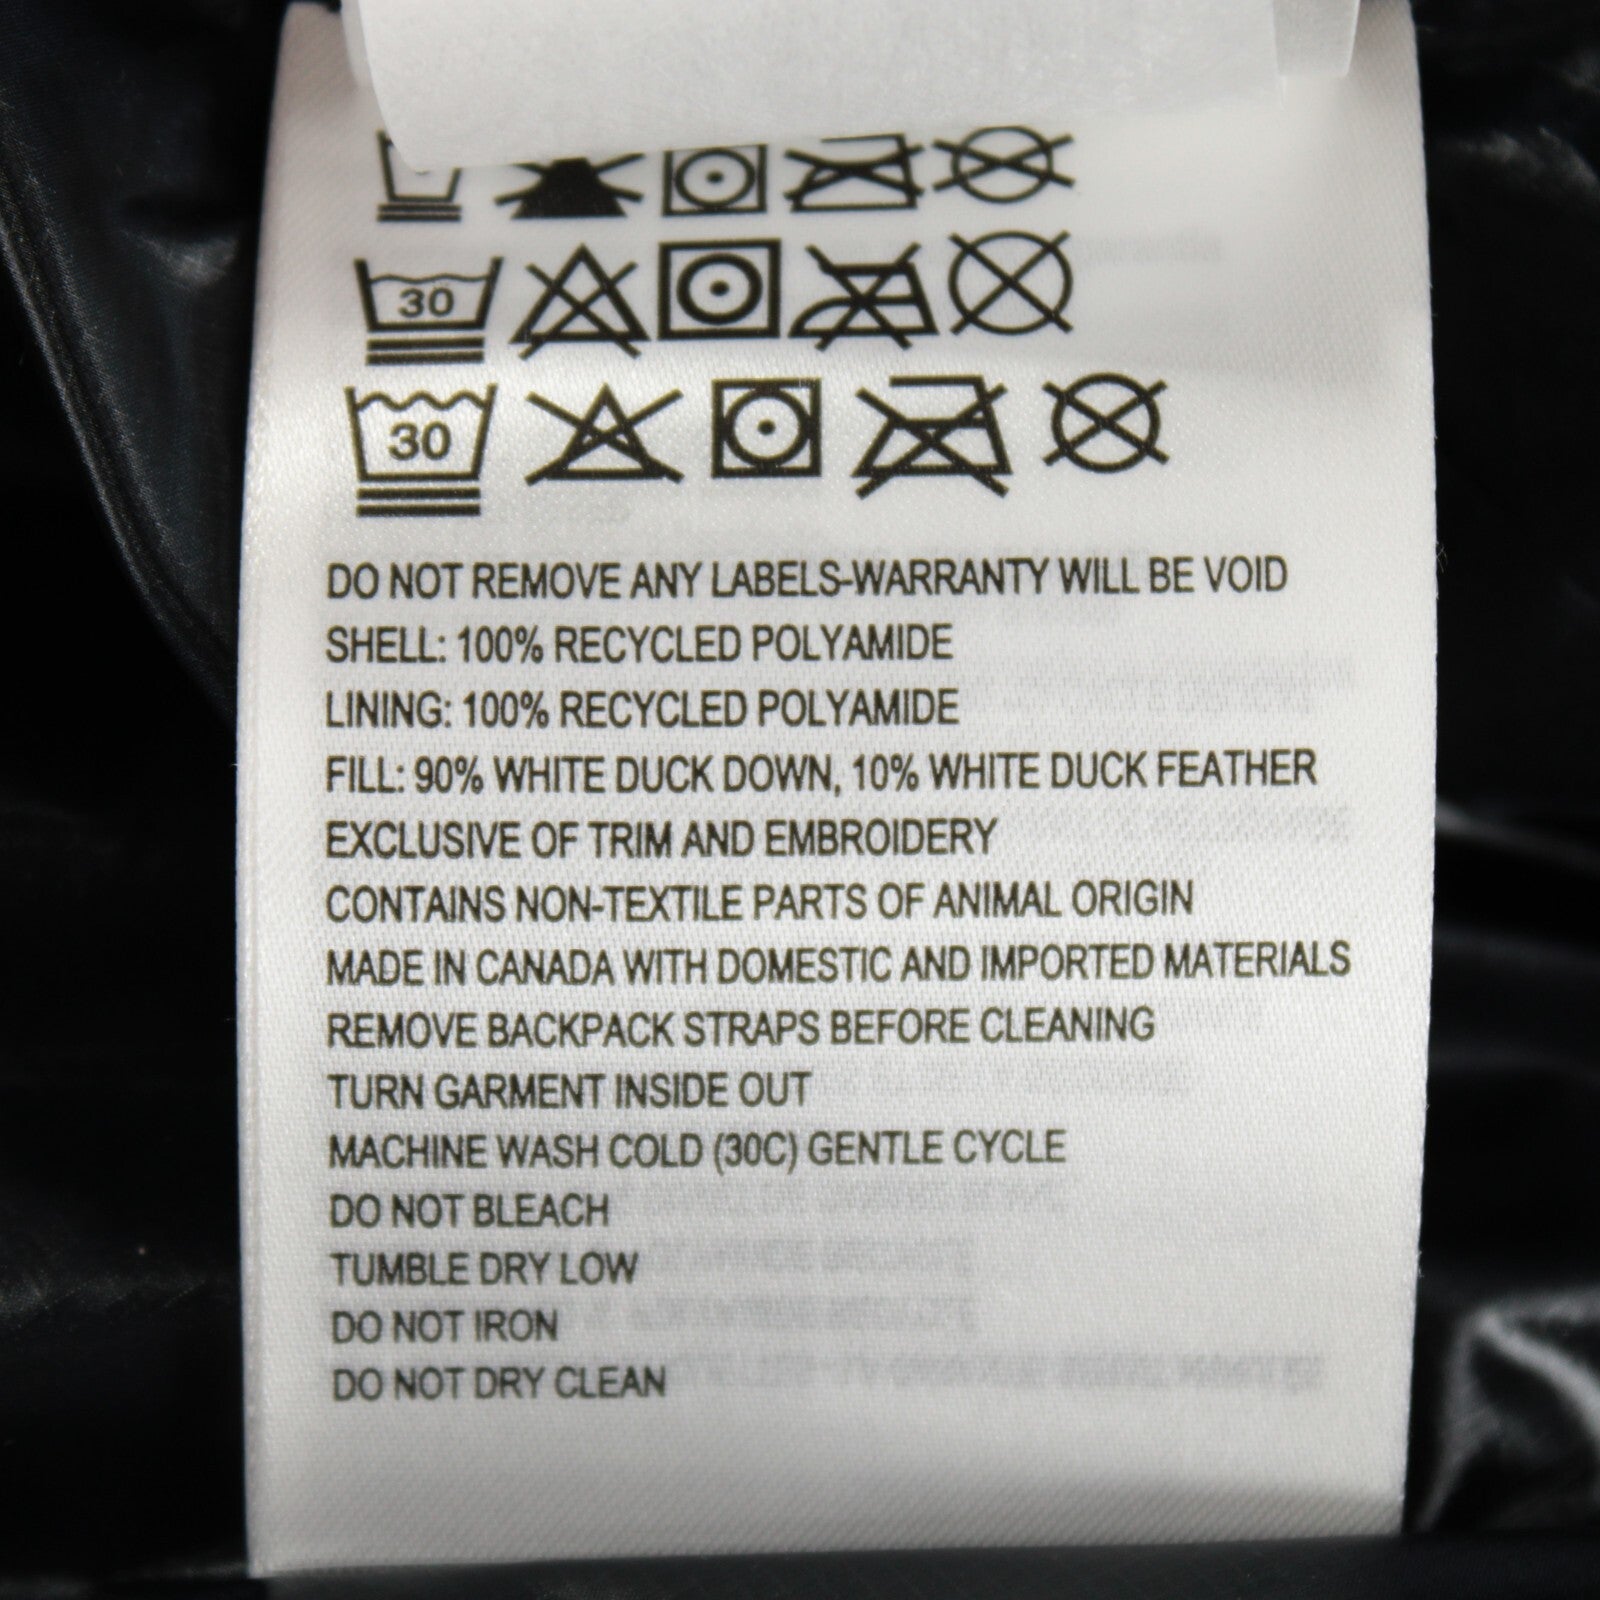 30
30
DO NOT REMOVE ANY LABELS-WARRANTY WILL BE VOID
SHELL: 100% RECYCLED POLYAMIDE
LINING: 100% RECYCLED POLYAMIDE
FILL: 90% WHITE DUCK DOWN, 10% WHITE DUCK FEATHER
EXCLUSIVE OF TRIM AND EMBROIDERY
CONTAINS NON-TEXTILE PARTS OF ANIMAL ORIGIN
MADE IN CANADA WITH DOMESTIC AND IMPORTED MATERIALS
REMOVE BACKPACK STRAPS BEFORE CLEANING
TURN GARMENT INSIDE OUT
MACHINE WASH COLD (30C) GENTLE CYCLE
DO NOT BLEACH
TUMBLE DRY LOW
DO NOT IRON
DO NOT DRY CLEAN